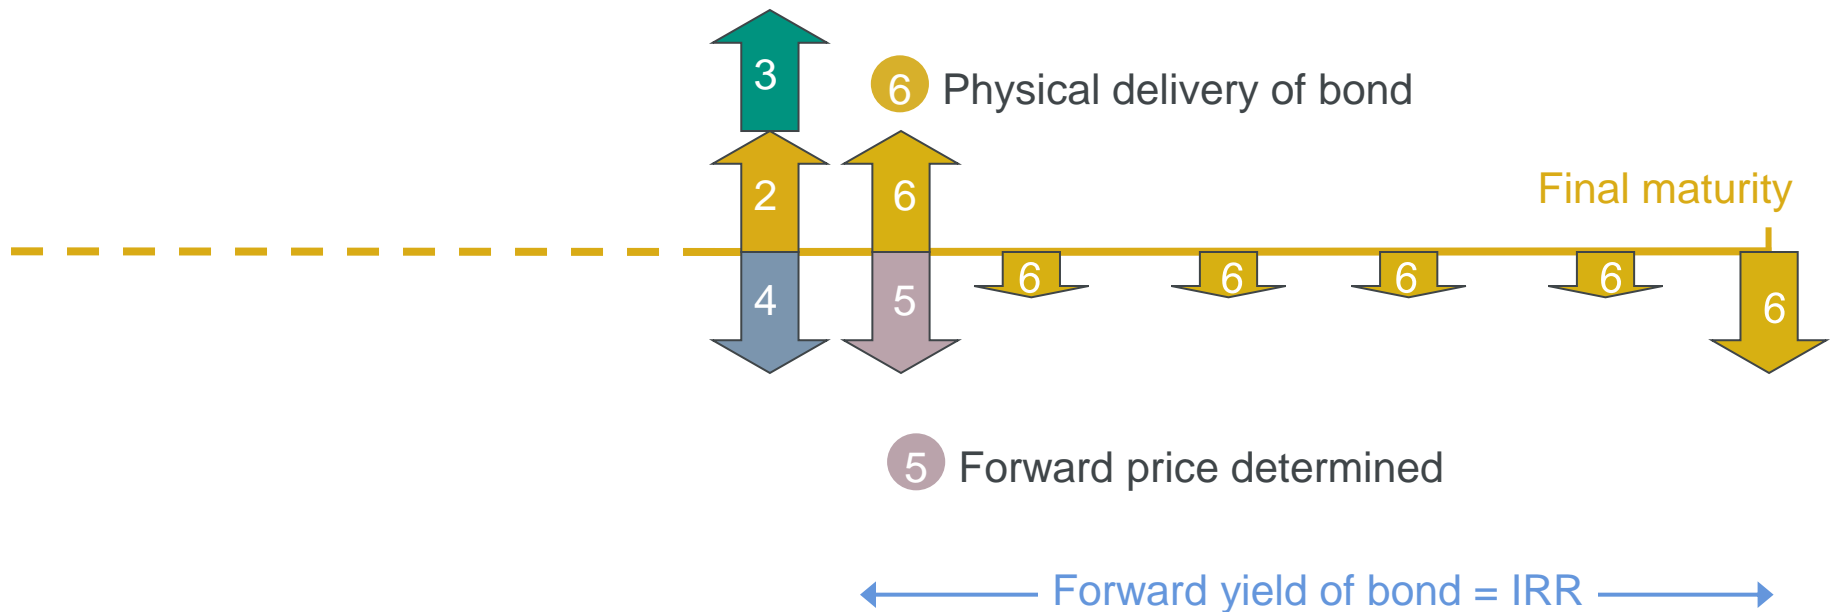 3
6 Physical delivery of bond
2
6
Final maturity
4
5
6
6
6
6
6
5 Forward price determined
Forward yield of bond = IRR